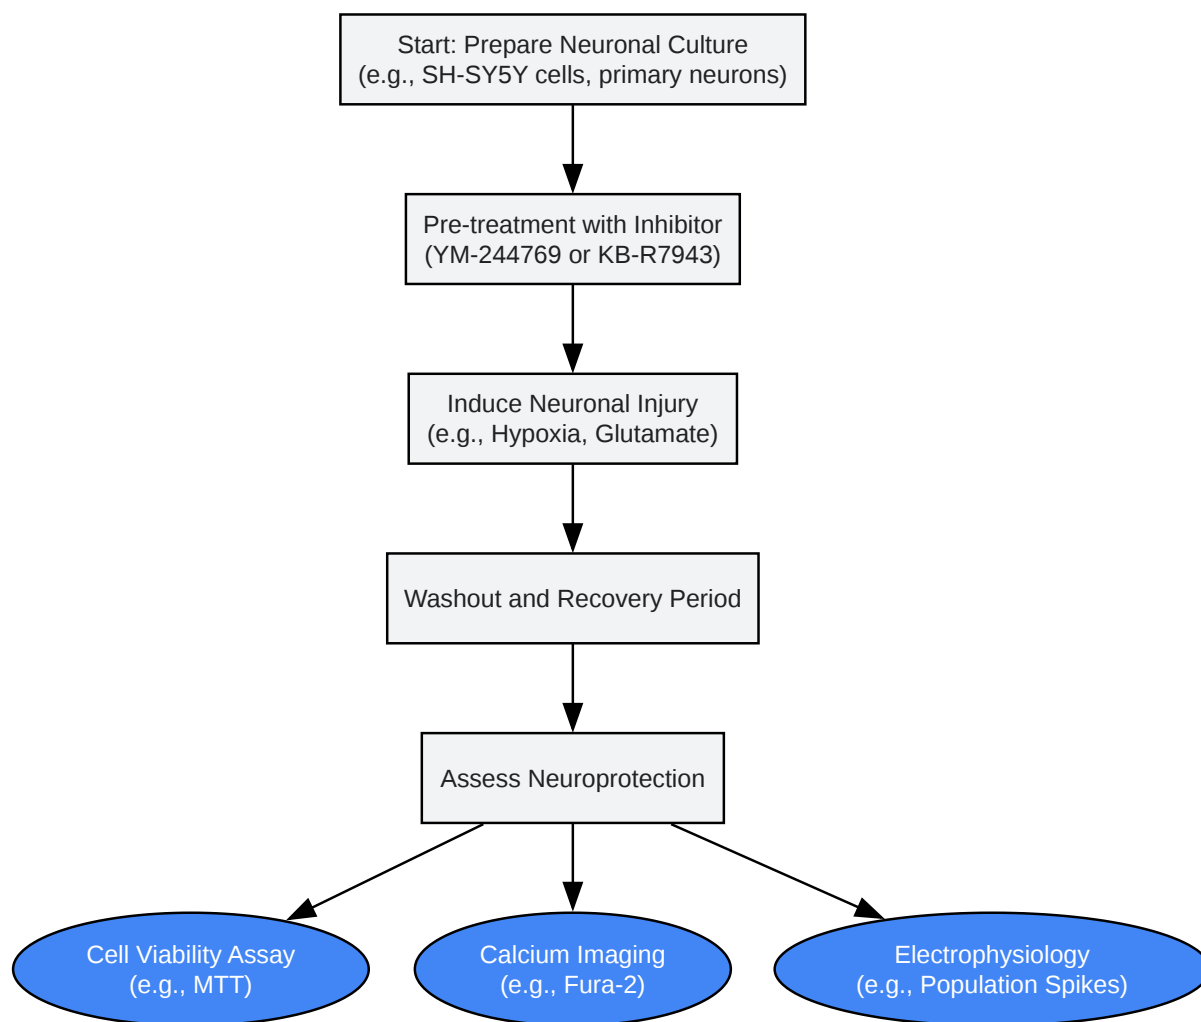 Start: Prepare Neuronal Culture
(e.g., SH-SY5Y cells, primary neurons)
Pre-treatment with Inhibitor
(YM-244769 or KB-R7943)
Induce Neuronal Injury
(e.g., Hypoxia, Glutamate)
Washout and Recovery Period
Assess Neuroprotection
Cell Viability Assay
(e.g., MTT)
Calcium Imaging
(e.g., Fura-2)
Electrophysiology
(e.g., Population Spikes)